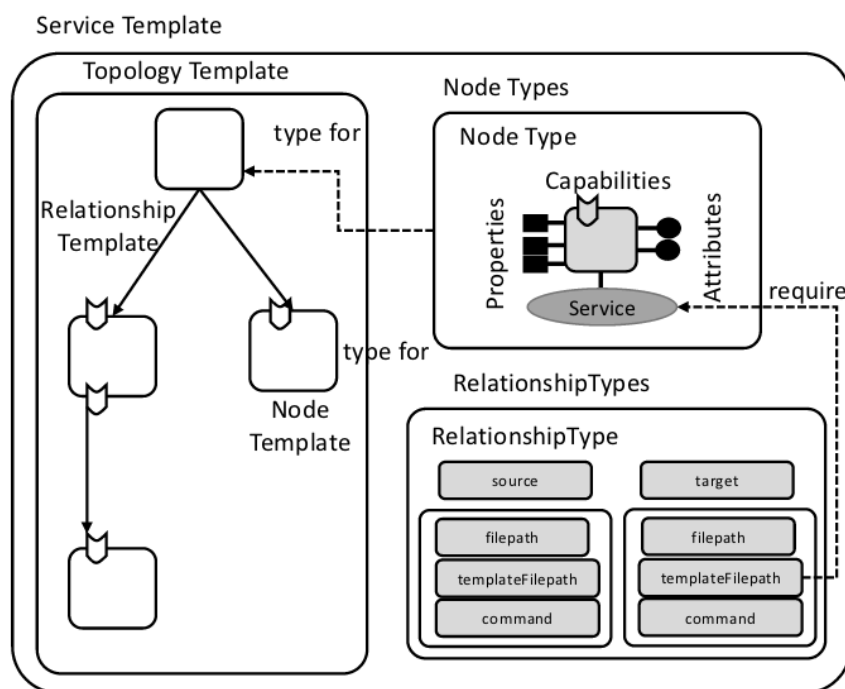 Service Template
Topology Template
type for
Relationship
Template
type for
Node
Template
Node Types
Node Type
Capabilities
Properties
Attributes
Service
require
RelationshipTypes
RelationshipType
source
target
filepath
filepath
templateFilepath
templateFilepath
command
command